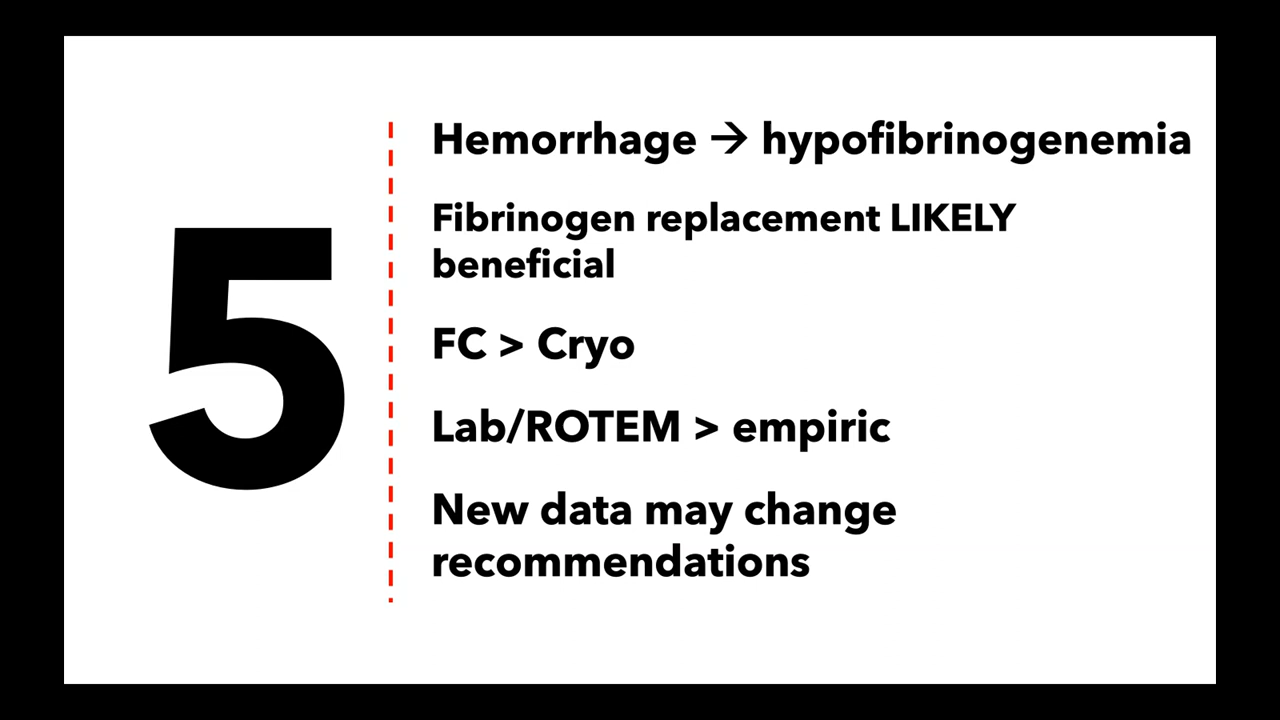 5
Hemorrhage → hypofibrinogenemia
Fibrinogen replacement LIKELY
beneficial
FC > Cryo
Lab/ROTEM > empiric
New data may change
recommendations